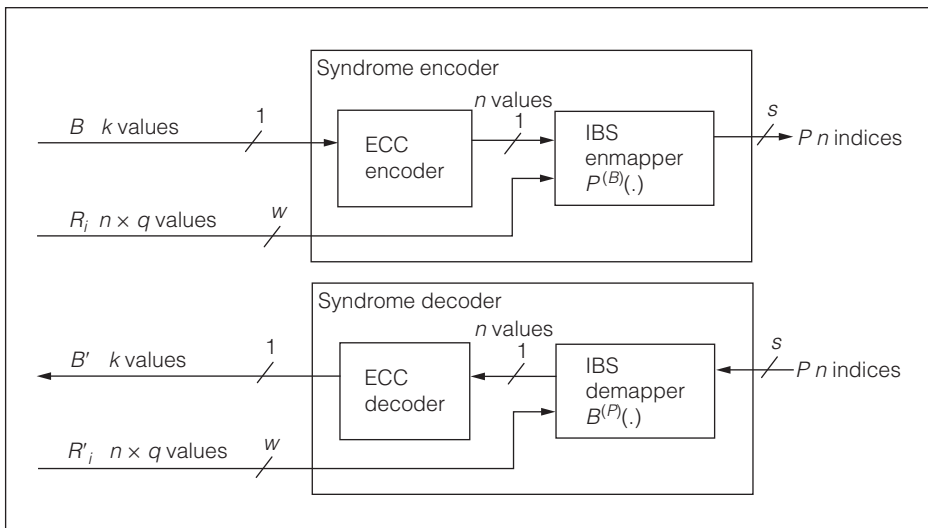 Syndrome encoder
n values
B k values
1
1
s
ECC
encoder
IBS
enmapper
P(B)(.)
P n indices
Ri n × q values
w
Syndrome decoder
n values
B′ k values
1
1
s
ECC
decoder
IBS
demapper
B(P)(.)
P n indices
R′i n × q values
w